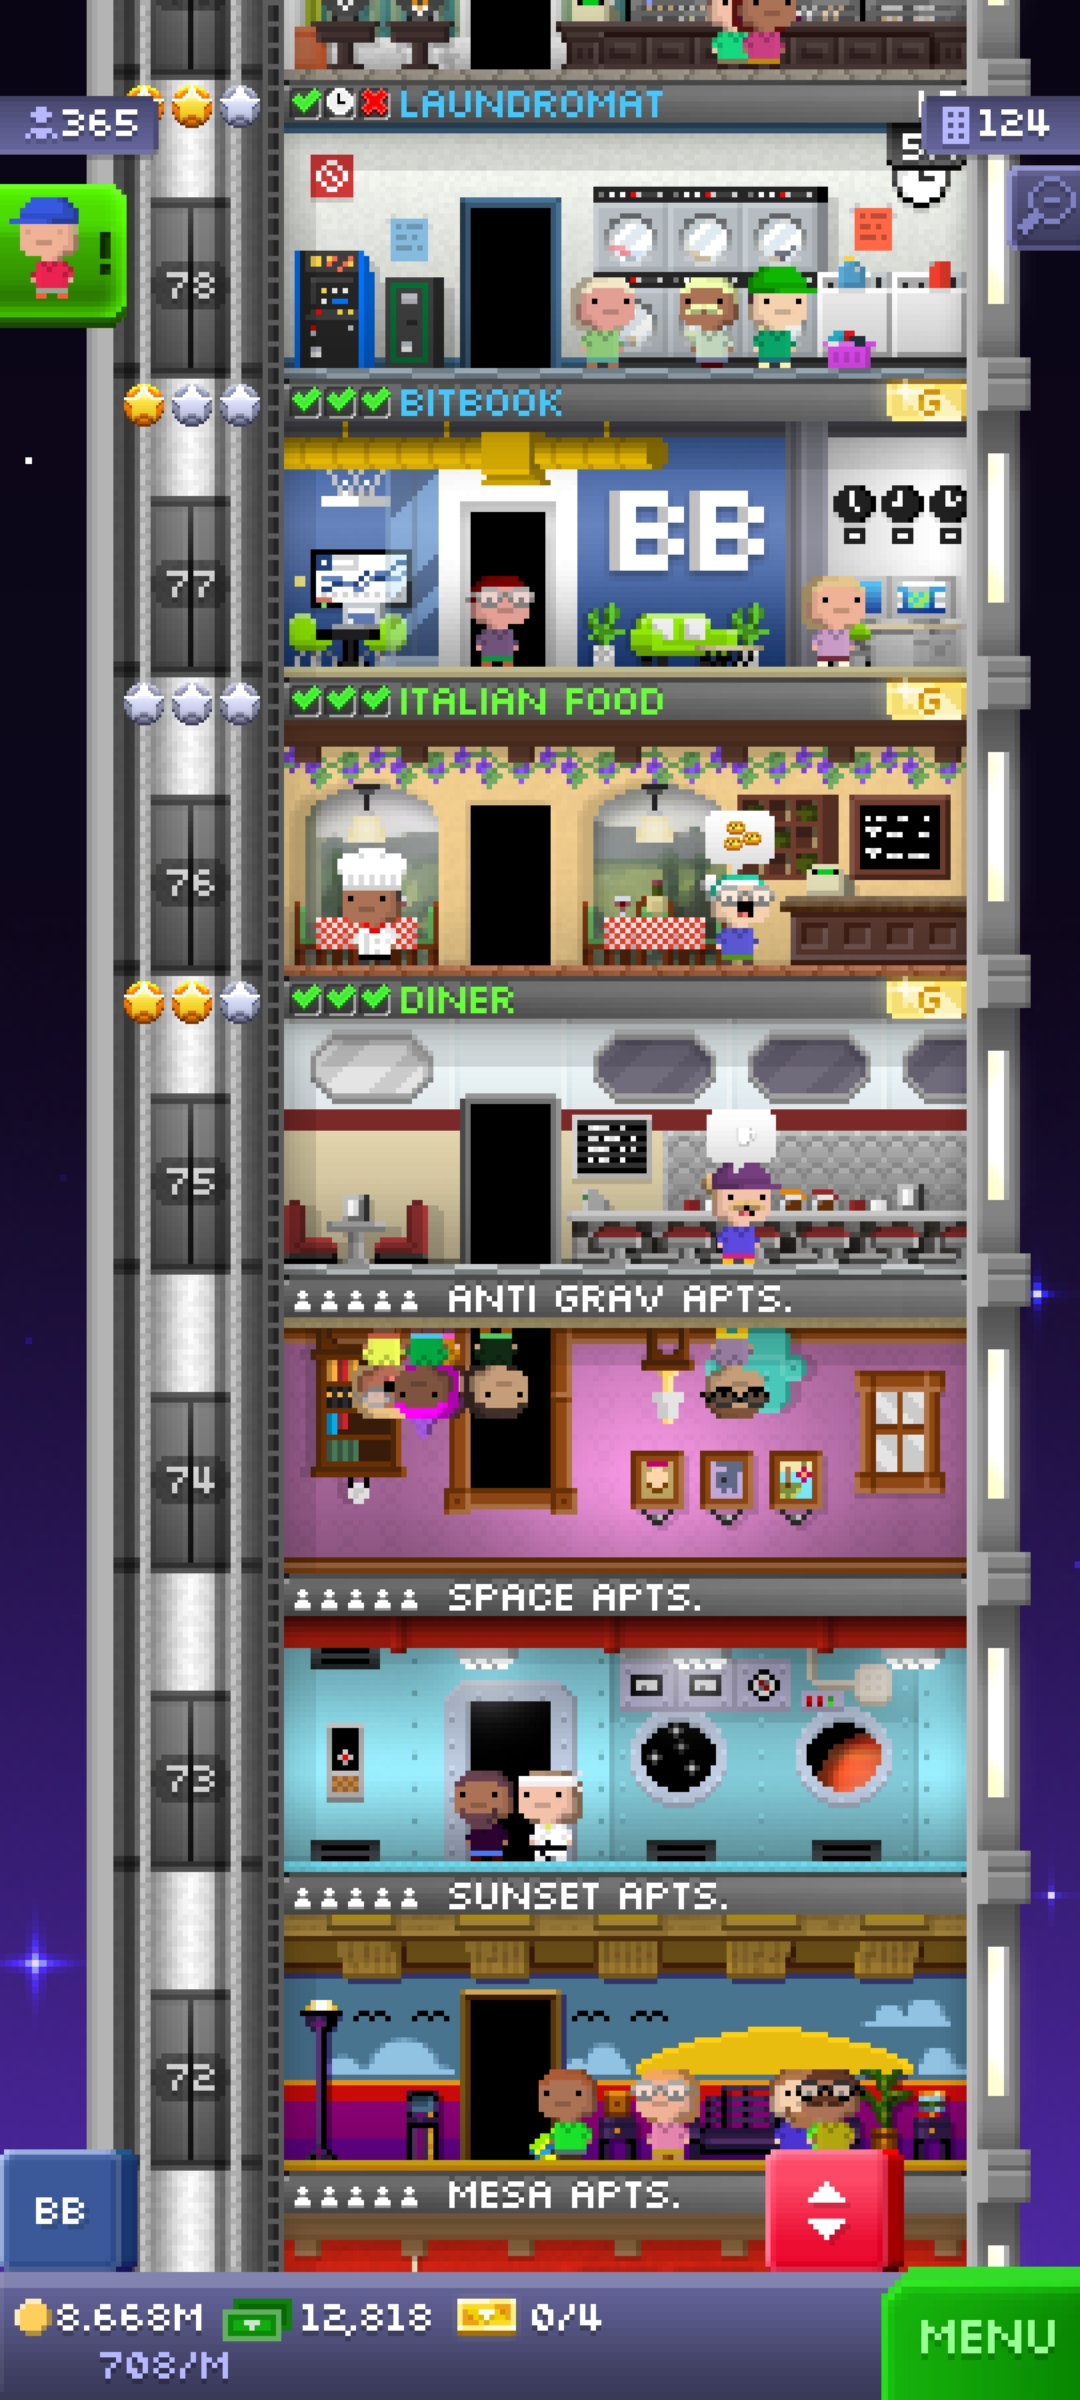 LAUNDROMAT
365
124
78
BITBOOK
G
BB
77
ITALIAN FOOD
G
76
DINER
G
75
ANTI GRAV APTS.
74
SPACE APTS.
73
SUNSET APTS.
72
BB
MESA APTS.
8.668M
12,818
0/4
708/M
MENU